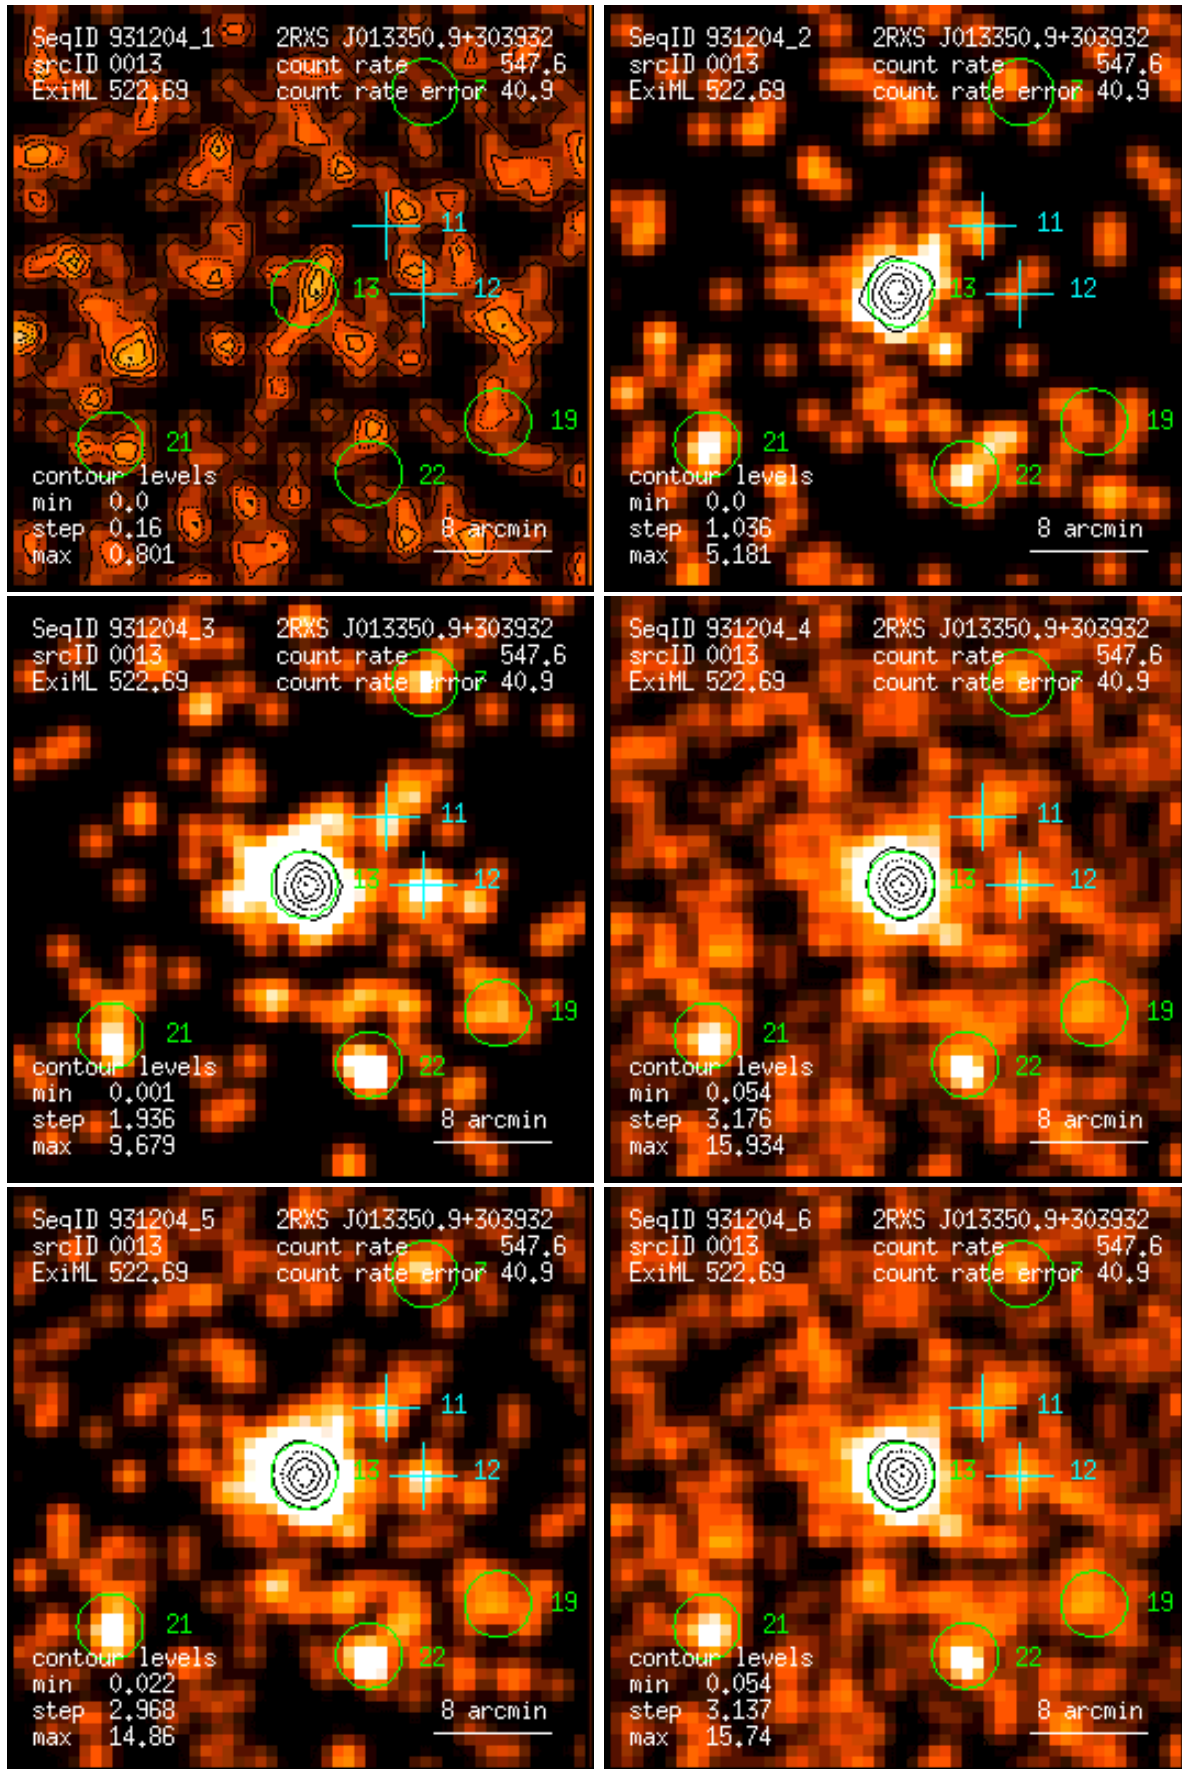 SeqID 931204_1 2RXS J013350.9+303932
srcID 0013 count rate 547.6
ExiML 522.69 count rate error 40.9
7
11
13 12
19
21
contour levels 22
min 0.0
step 0.16 8 arcmin
max 0.801
SeqID 931204_2 2RXS J013350.9+303932
srcID 0013 count rate 547.6
ExiML 522.69 count rate error 40.9
7
11
13 12
19
21
contour levels 22
min 0.0
step 1.036 8 arcmin
max 5.181
SeqID 931204_3 2RXS J013350.9+303932
srcID 0013 count rate 547.6
ExiML 522.69 count rate error 40.9
7
11
13 12
19
21
contour levels 22
min 0.001
step 1.936 8 arcmin
max 9.679
SeqID 931204_4 2RXS J013350.9+303932
srcID 0013 count rate 547.6
ExiML 522.69 count rate error 40.9
7
11
13 12
19
21
contour levels 22
min 0.054
step 3.176 8 arcmin
max 15.934
SeqID 931204_5 2RXS J013350.9+303932
srcID 0013 count rate 547.6
ExiML 522.69 count rate error 40.9
7
11
13 12
19
21
contour levels 22
min 0.022
step 2.968 8 arcmin
max 14.86
SeqID 931204_6 2RXS J013350.9+303932
srcID 0013 count rate 547.6
ExiML 522.69 count rate error 40.9
7
11
13 12
19
21
contour levels 22
min 0.054
step 3.137 8 arcmin
max 15.74